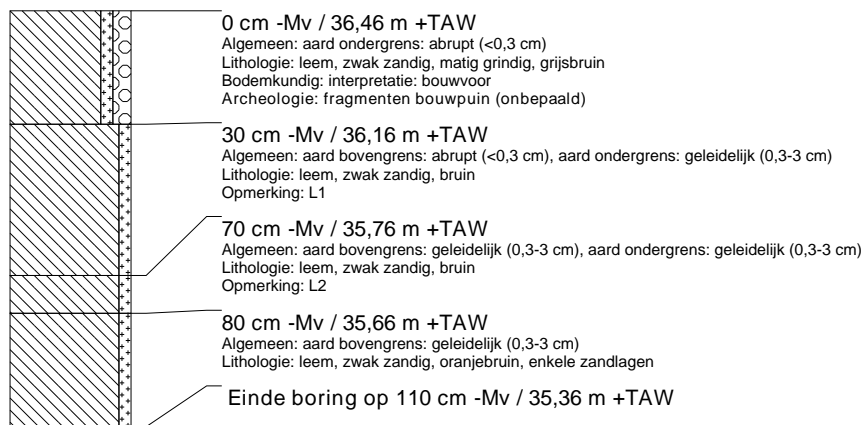 0 cm -Mv / 36,46 m +TAW
Algemeen: aard ondergrens: abrupt (<0,3 cm)
Lithologie: leem, zwak zandig, matig grindig, grijsbruin
Bodemkundig: interpretatie: bouwvoor
Archeologie: fragmenten bouwpuin (onbepaald)
30 cm -Mv / 36,16 m +TAW
Algemeen: aard bovengrens: abrupt (<0,3 cm), aard ondergrens: geleidelijk (0,3-3 cm)
Lithologie: leem, zwak zandig, bruin
Opmerking: L1
70 cm -Mv / 35,76 m +TAW
Algemeen: aard bovengrens: geleidelijk (0,3-3 cm), aard ondergrens: geleidelijk (0,3-3 cm)
Lithologie: leem, zwak zandig, bruin
Opmerking: L2
80 cm -Mv / 35,66 m +TAW
Algemeen: aard bovengrens: geleidelijk (0,3-3 cm)
Lithologie: leem, zwak zandig, oranjebruin, enkele zandlagen
Einde boring op 110 cm -Mv / 35,36 m +TAW